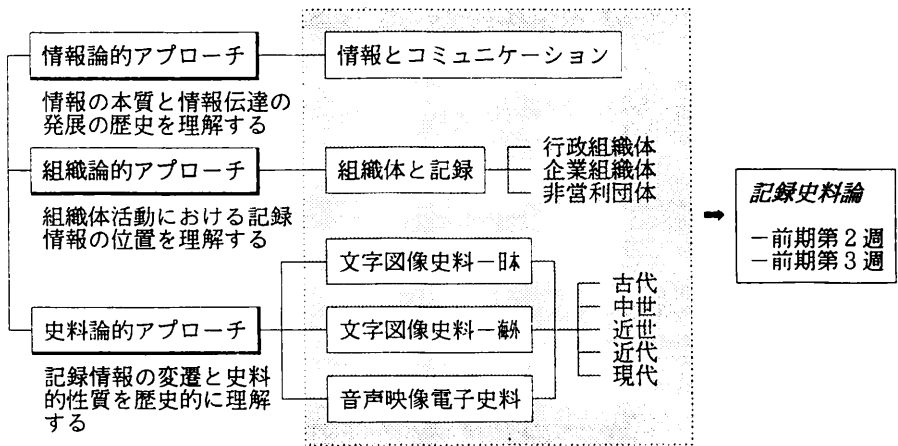 情報論的アプローチ
情報とコミュニケーション
情報の本質と情報伝達の
発展の歴史を理解する
組織論的アプローチ
組織体と記録
行政組織体
企業組織体
非営利団体
組織体活動における記録
情報の位置を理解する
史料論的アプローチ
文字図像史料－日本
文字図像史料－
音声映像電子史料
古代
中世
近世
近代
現代
記録情報の変遷と史料
的性質を歴史的に理解
する
➡
記録史料論
－前期第２週
－前期第３週